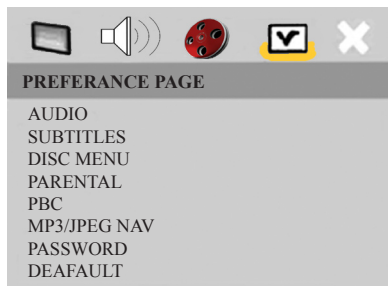 PREFERANCE PAGE
AUDIO
SUBTITLES
DISC MENU
PARENTAL
PBC
MP3/JPEG NAV
PASSWORD
DEAFAULT